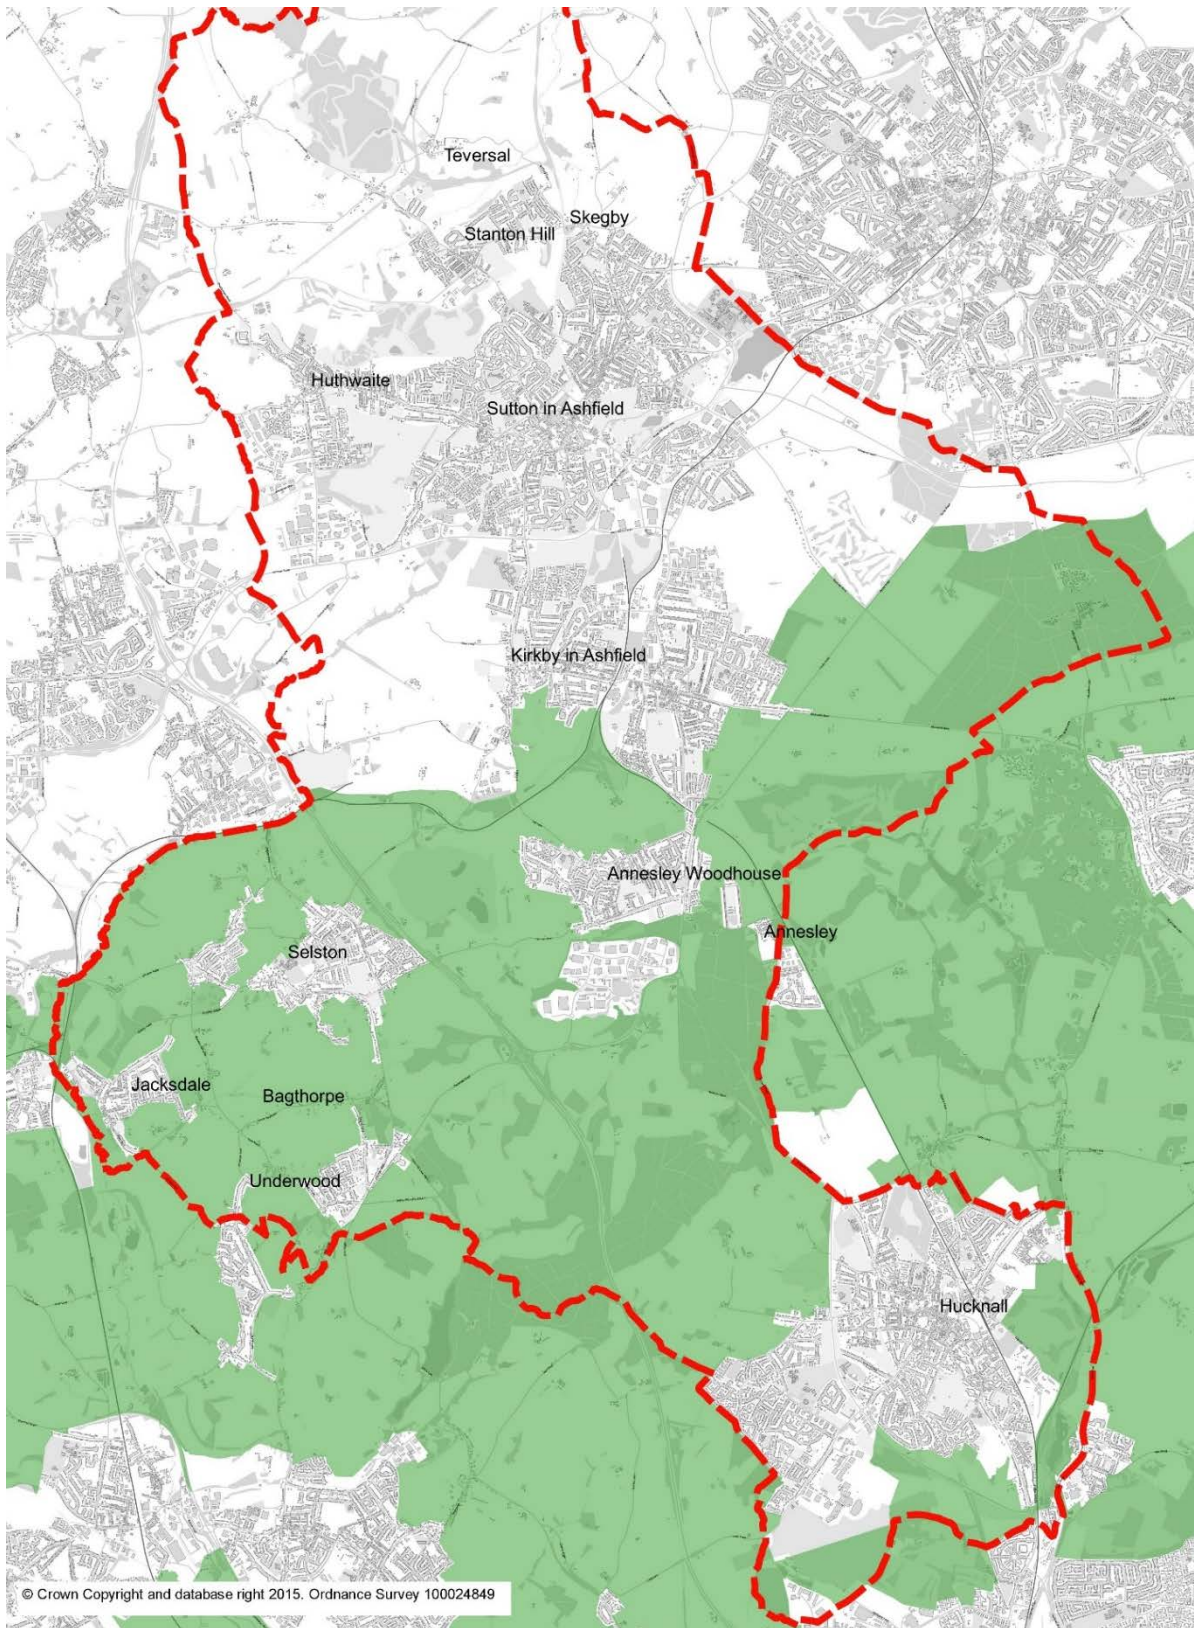 Teversal
Skegby
Stanton Hill
Huthwaite
Sutton in Ashfield
Kirkby in Ashfield
Annesley Woodhouse
Annesley
Selston
Jacksdale
Bagthorpe
Underwood
Hucknall
© Crown Copyright and database right 2015. Ordnance Survey 100024849